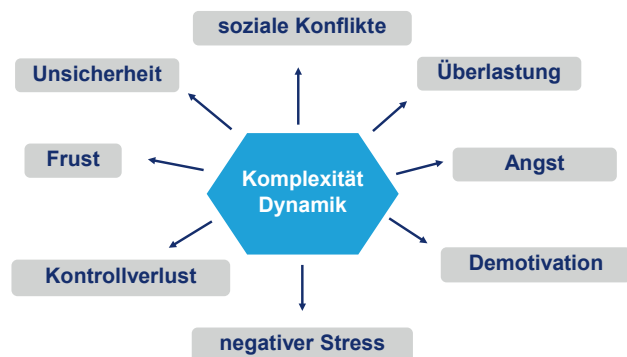 soziale Konflikte
Unsicherheit
Überlastung
Frust
Angst
Komplexität
Dynamik
Kontrollverlust
Demotivation
negativer Stress